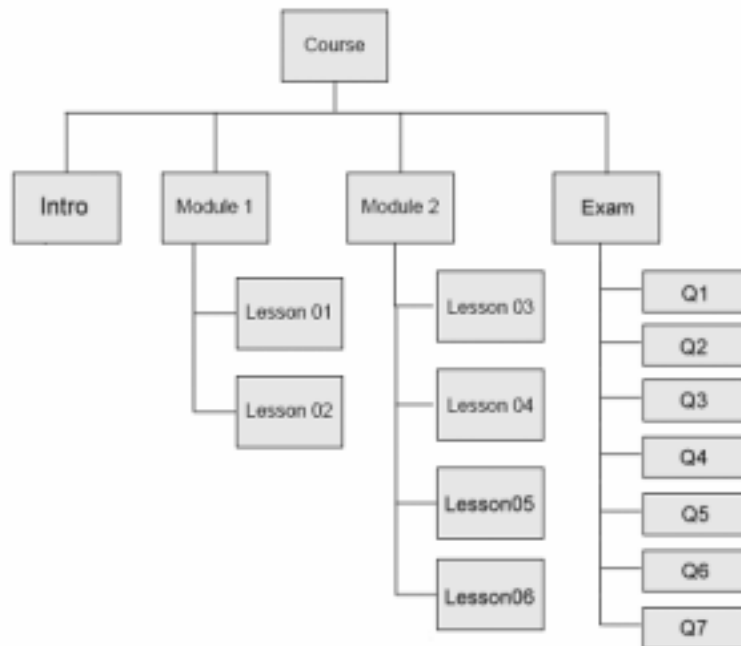 Course
Intro
Module 1
Module 2
Exam
Lesson 01
Lesson 02
Lesson 03
Lesson 04
Lesson05
Lesson06
Q1
Q2
Q3
Q4
Q5
Q6
Q7